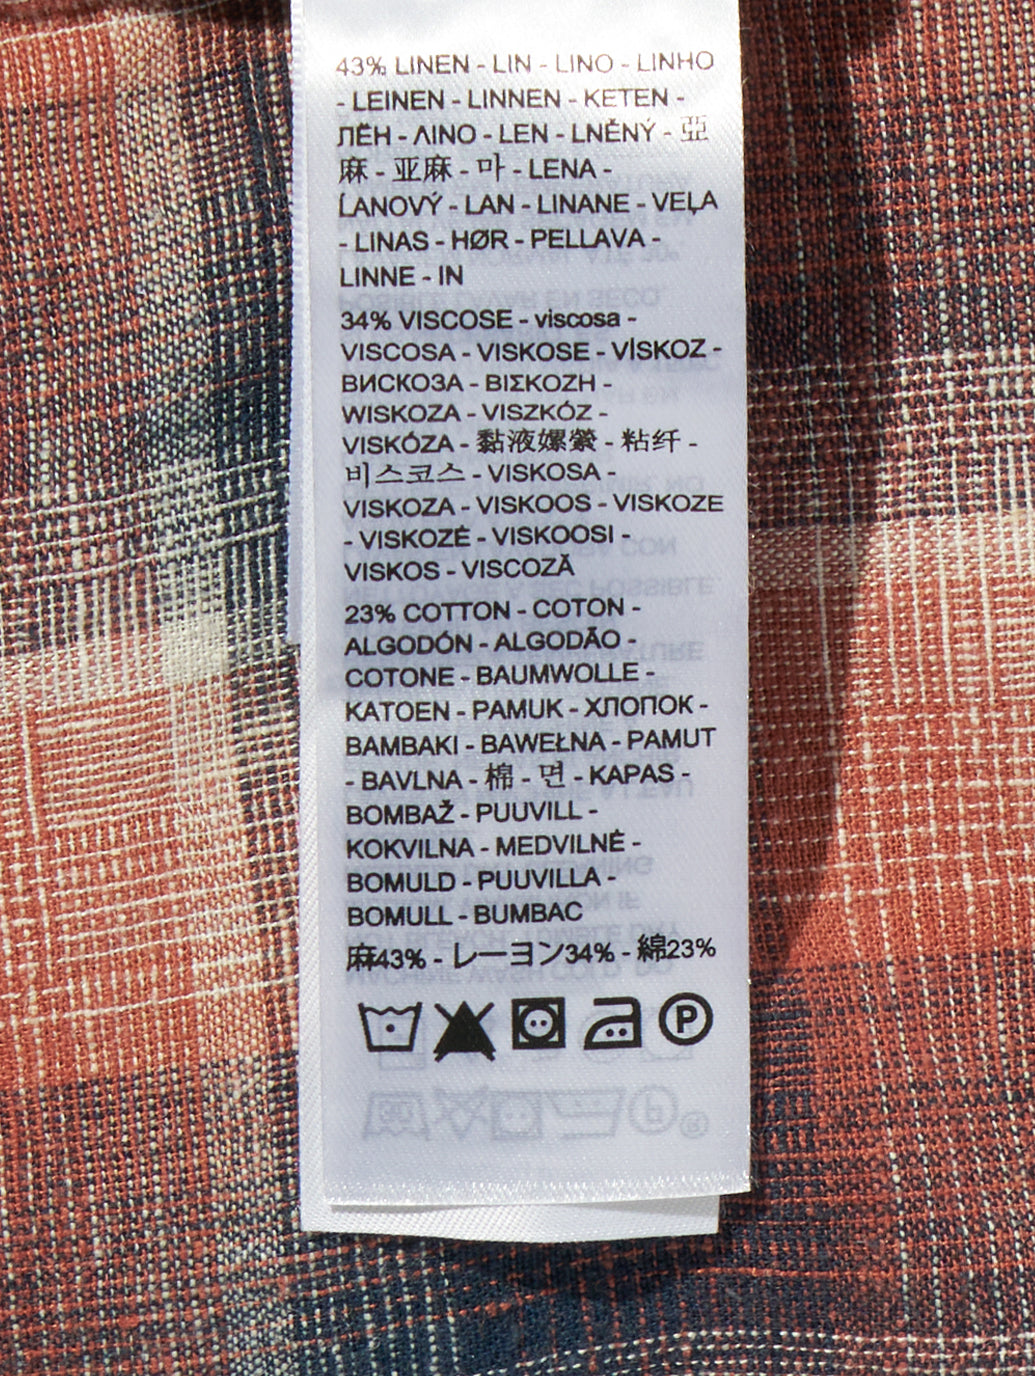 43% LINEN - LIN - LINO - LINHO
- LEINEN - LINNEN - KETEN -
ЛЁН - ΛΙΝΟ - LEN - LNĚNÝ - 亞
麻 - 亚麻 - 마 - LENA -
ĽANOVÝ - LAN - LINANE - VEĻA
- LINAS - HØR - PELLAVA -
LINNE - IN
34% VISCOSE - viscosa -
VISCOSA - VISKOSE - VİSKOZ -
ВИСКОЗА - ΒΙΣΚΟΖΗ -
WISKOZA - VISZKÓZ -
VISKÓZA - 黏液嫘縈 - 粘纤 -
비스코스 - VISKOSA -
VISKOZA - VISKOOS - VISKOZE
- VISKOZĖ - VISKOOSI -
VISKOS - VISCOZĂ
23% COTTON - COTON -
ALGODÓN - ALGODÃO -
COTONE - BAUMWOLLE -
KATOEN - PAMUK - ХЛОПОК -
BAMBAKI - BAWEŁNA - PAMUT
- BAVLNA - 棉 - 면 - KAPAS -
BOMBAŽ - PUUVILL -
KOKVILNA - MEDVILNĖ -
BOMULD - PUUVILLA -
BOMULL - BUMBAC
麻43% - レーヨン34% - 綿23%
P